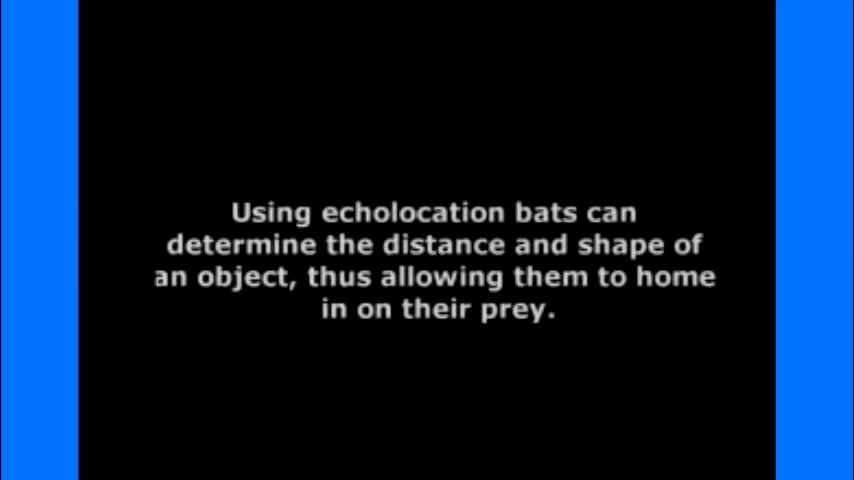 Using echolocation bats can
determine the distance and shape of
an object, thus allowing them to home
in on their prey.